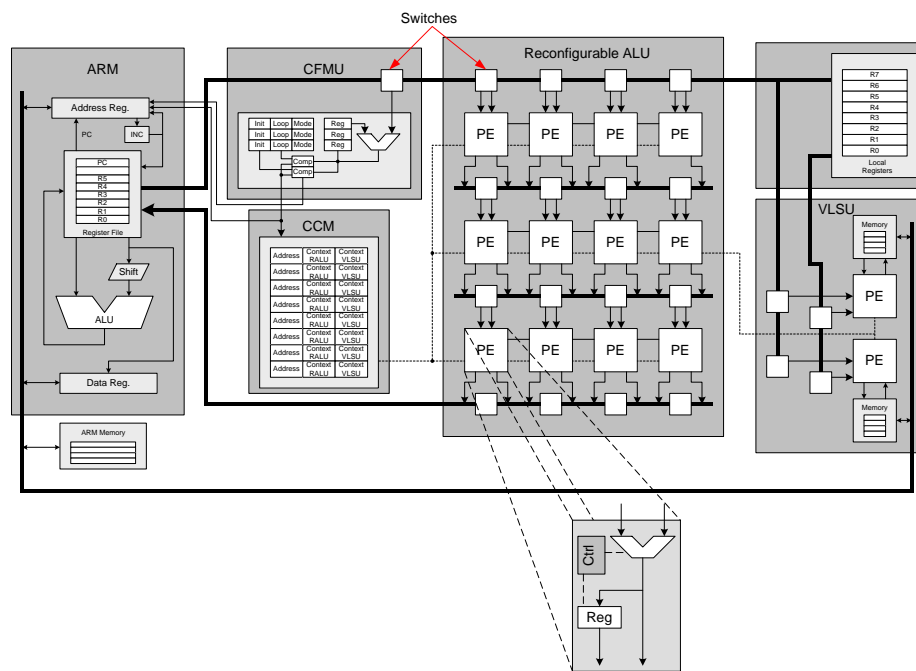 Switches
ARM
Address Reg.
PC
INC
PC
R5
R4
R3
R2
R1
R0
Register File
Shift
ALU
Data Reg.
ARM Memory
CFMU
Init Loop Mode
Init Loop Mode
Init Loop Mode
Reg
Reg
Reg
Comp
Comp
CCM
Address Context RALU Context VLSU
Address Context RALU Context VLSU
Address Context RALU Context VLSU
Address Context RALU Context VLSU
Address Context RALU Context VLSU
Address Context RALU Context VLSU
Address Context RALU Context VLSU
Address Context RALU Context VLSU
Reconfigurable ALU
PE PE PE PE
PE PE PE PE
PE PE PE PE
R7
R6
R5
R4
R3
R2
R1
R0
Local
Registers
VLSU
Memory
PE
PE
Memory
Ctrl
Reg